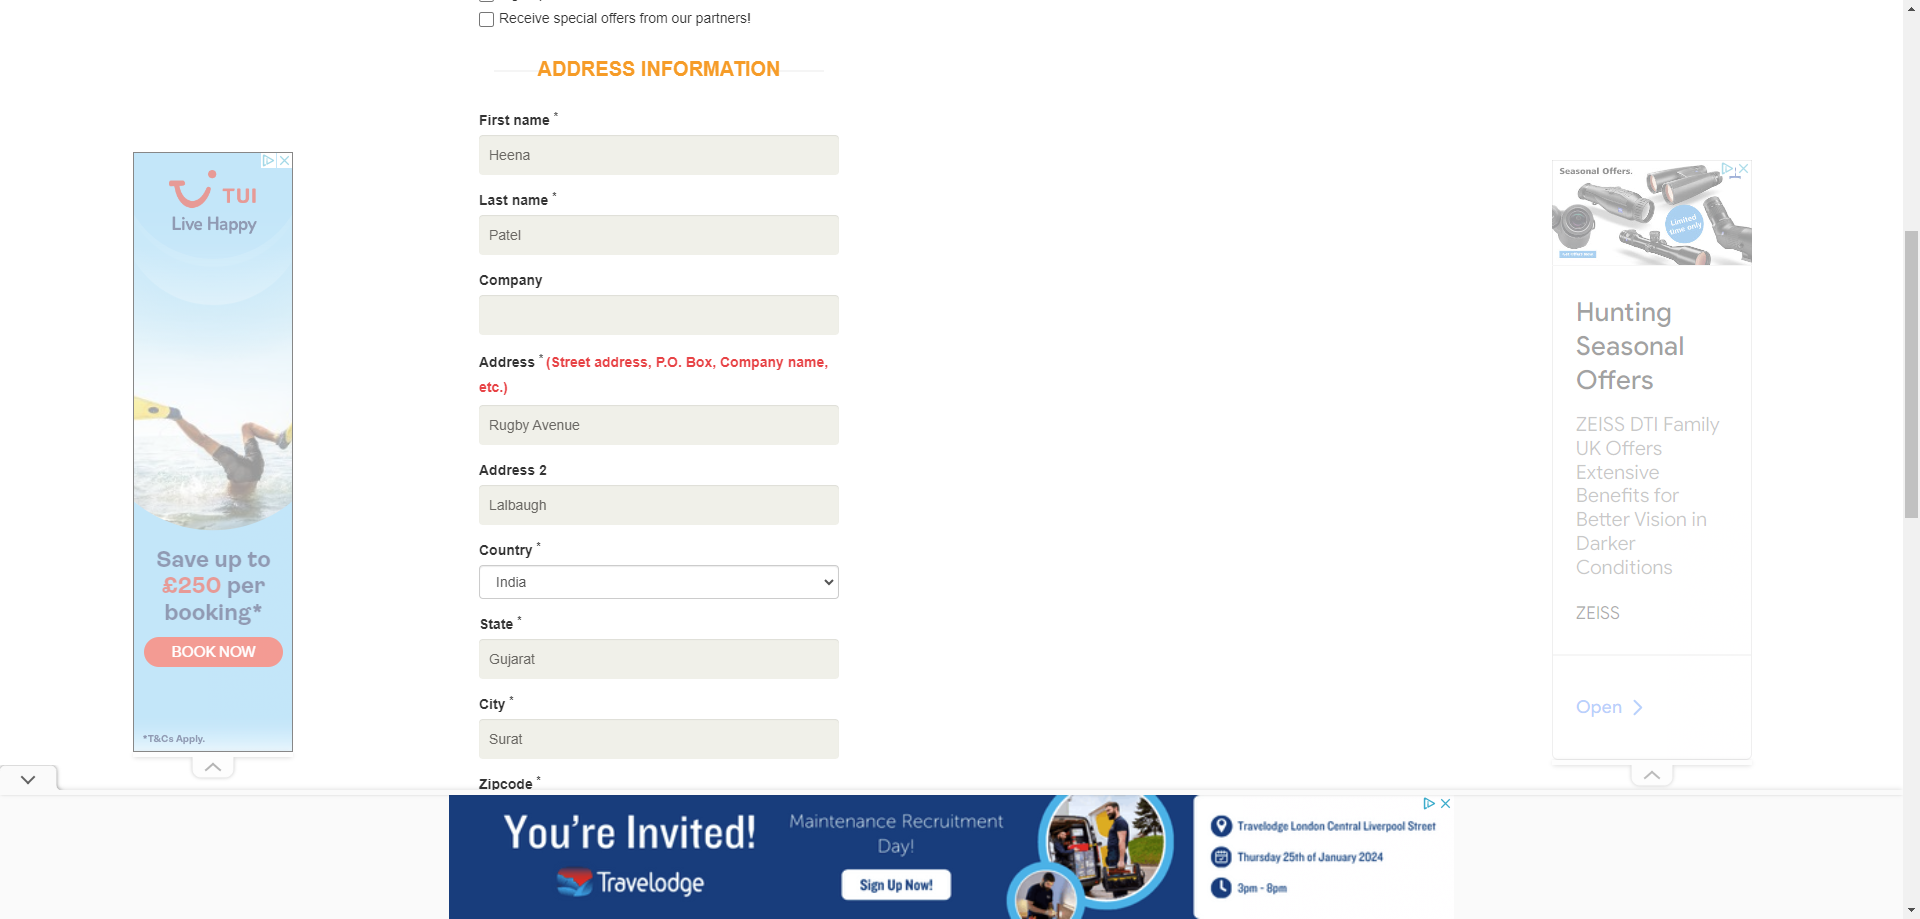 Receive special offers from our partners!
ADDRESS INFORMATION
First name *
Heena
Last name *
Patel
Company
Address * (Street address, P.O. Box, Company name,
etc.)
Rugby Avenue
Address 2
Lalbaugh
Country *
India
State *
Gujarat
City *
Surat
Zipcode *
TUI
Live Happy
Save up to
£250 per
booking*
BOOK NOW
*T&Cs Apply.
Seasonal Offers.
Limited
time only
Hunting
Seasonal
Offers
ZEISS DTI Family
UK Offers
Extensive
Benefits for
Better Vision in
Darker
Conditions
ZEISS
Open
You're Invited!
Travelodge
Maintenance Recruitment
Day!
Sign Up Now!
Travelodge London Central Liverpool Street
Thursday 25th of January 2024
3pm - 8pm